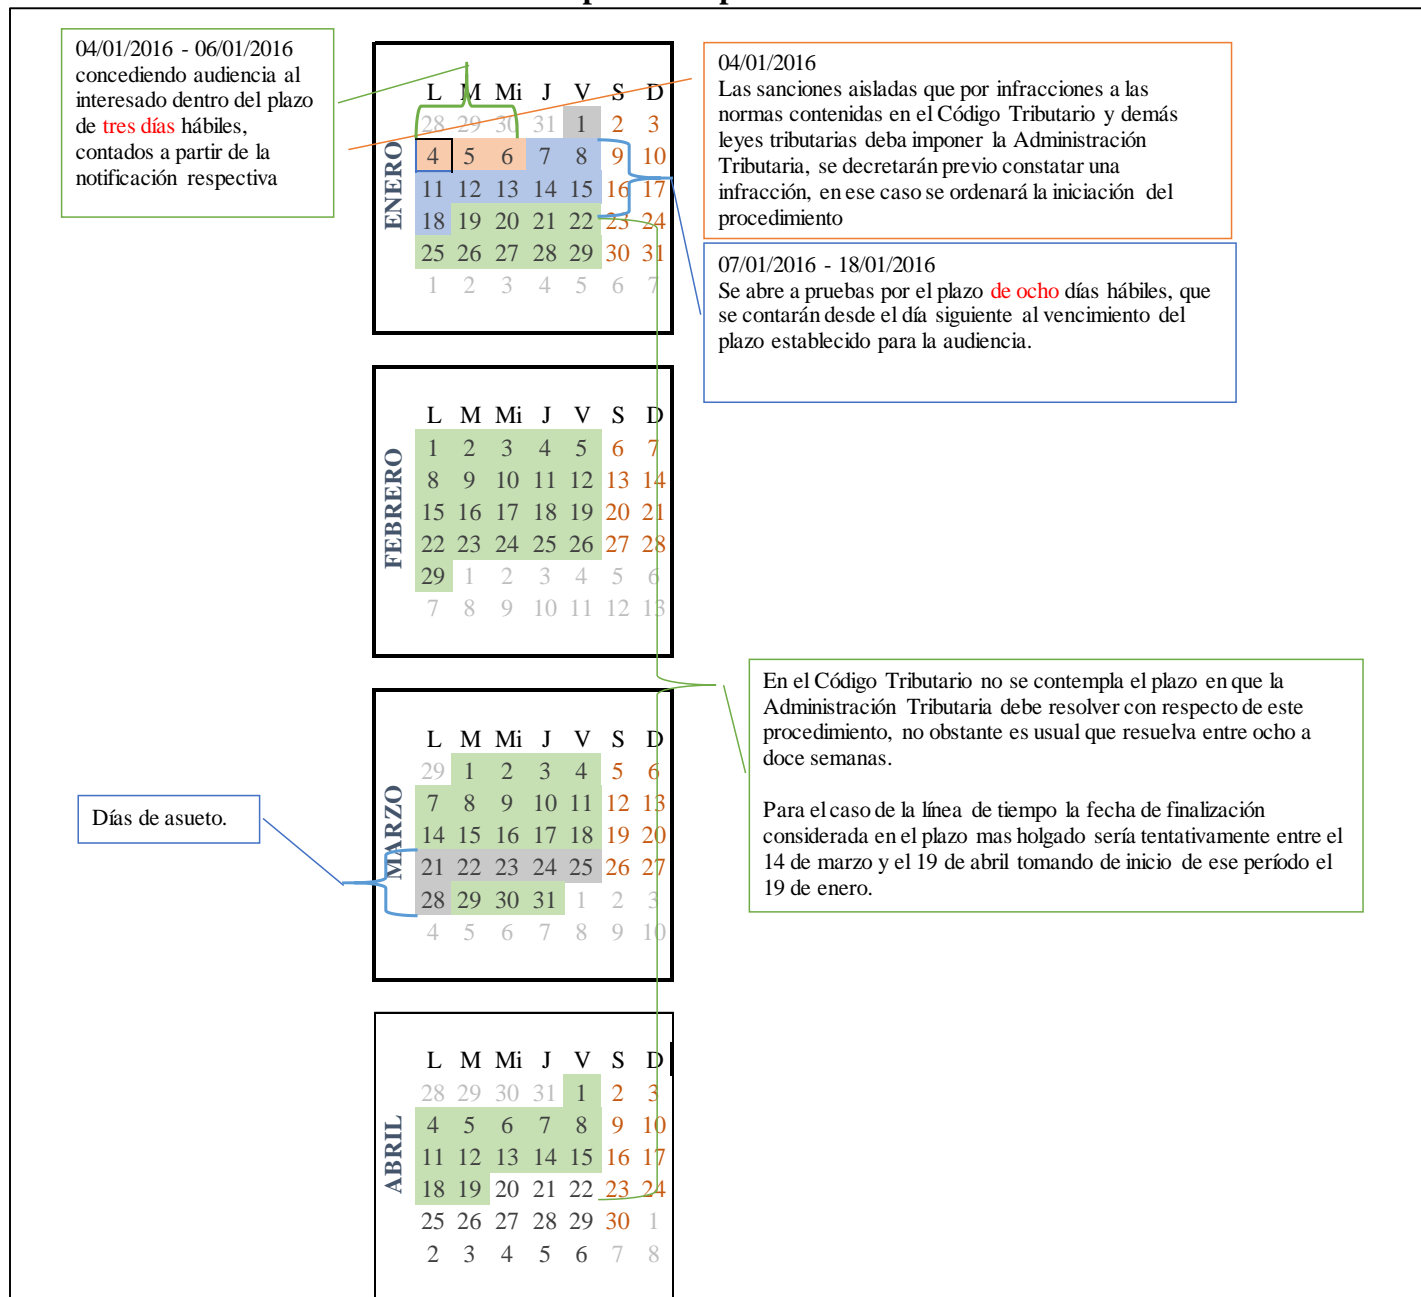 04/01/2016 - 06/01/2016
concediendo audiencia al
interesado dentro del plazo
de tres días hábiles,
contados a partir de la
notificación respectiva
ENERO
L M Mi J V S D
28 29 30 31 1 2 3
4 5 6 7 8 9 10
11 12 13 14 15 16 17
18 19 20 21 22 23 24
25 26 27 28 29 30 31
1 2 3 4 5 6 7
04/01/2016
Las sanciones aisladas que por infracciones a las
normas contenidas en el Código Tributario y demás
leyes tributarias deba imponer la Administración
Tributaria, se decretarán previo constatar una
infracción, en ese caso se ordenará la iniciación del
procedimiento
07/01/2016 - 18/01/2016
Se abre a pruebas por el plazo de ocho días hábiles, que
se contarán desde el día siguiente al vencimiento del
plazo establecido para la audiencia.
FEBRERO
L M Mi J V S D
1 2 3 4 5 6 7
8 9 10 11 12 13 14
15 16 17 18 19 20 21
22 23 24 25 26 27 28
29 1 2 3 4 5 6
7 8 9 10 11 12 13
En el Código Tributario no se contempla el plazo en que la
Administración Tributaria debe resolver con respecto de este
procedimiento, no obstante es usual que resuelva entre ocho a
doce semanas.
Para el caso de la línea de tiempo la fecha de finalización
considerada en el plazo mas holgado sería tentativamente entre el
14 de marzo y el 19 de abril tomando de inicio de ese período el
19 de enero.
Días de asueto.
MARZO
L M Mi J V S D
29 1 2 3 4 5 6
7 8 9 10 11 12 13
14 15 16 17 18 19 20
21 22 23 24 25 26 27
28 29 30 31 1 2 3
4 5 6 7 8 9 10
ABRIL
L M Mi J V S D
28 29 30 31 1 2 3
4 5 6 7 8 9 10
11 12 13 14 15 16 17
18 19 20 21 22 23 24
25 26 27 28 29 30 1
2 3 4 5 6 7 8